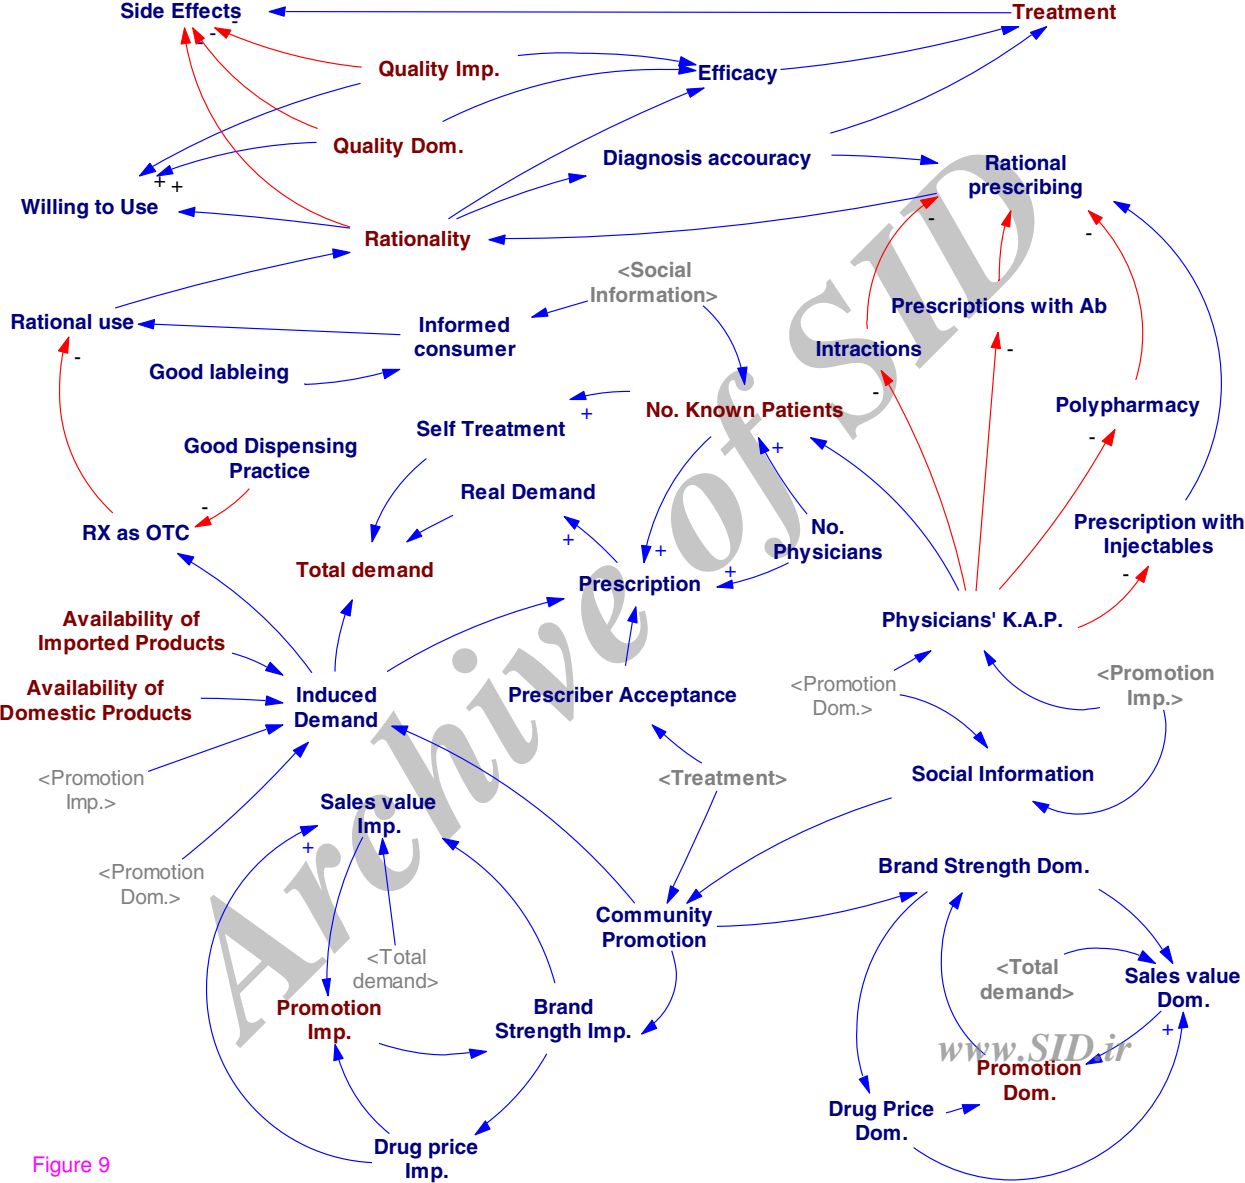 Side Effects
Treatment
-
-
-
Quality Imp.
Efficacy
Quality Dom.
Diagnosis accouracy
Rational
prescribing
+
+
Willing to Use
-
-
Rationality
<Social
Information>
Prescriptions with Ab
Rational use
Informed
consumer
Intractions
-
-
Good lableing
-
No. Known Patients
Polypharmacy
+
Self Treatment
-
Good Dispensing
Practice
+
Real Demand
-
RX as OTC
No.
Physicians
Prescription with
Injectables
+
+
Total demand
+
Prescription
-
Availability of
Imported Products
Physicians' K.A.P.
Availability of
Domestic Products
Induced
Demand
Prescriber Acceptance
<Promotion
Dom.>
<Promotion
Imp.>
<Promotion
Imp.>
<Treatment>
Social Information
Sales value
Imp.
+
<Promotion
Dom.>
Brand Strength Dom.
Community
Promotion
<Total
demand>
<Total
demand>
Sales value
Dom.
Promotion
Imp.
Brand
Strength Imp.
+
www.SID.ir
Promotion
Dom.
Drug Price
Dom.
Drug price
Imp.
Figure 9
Archive of SID